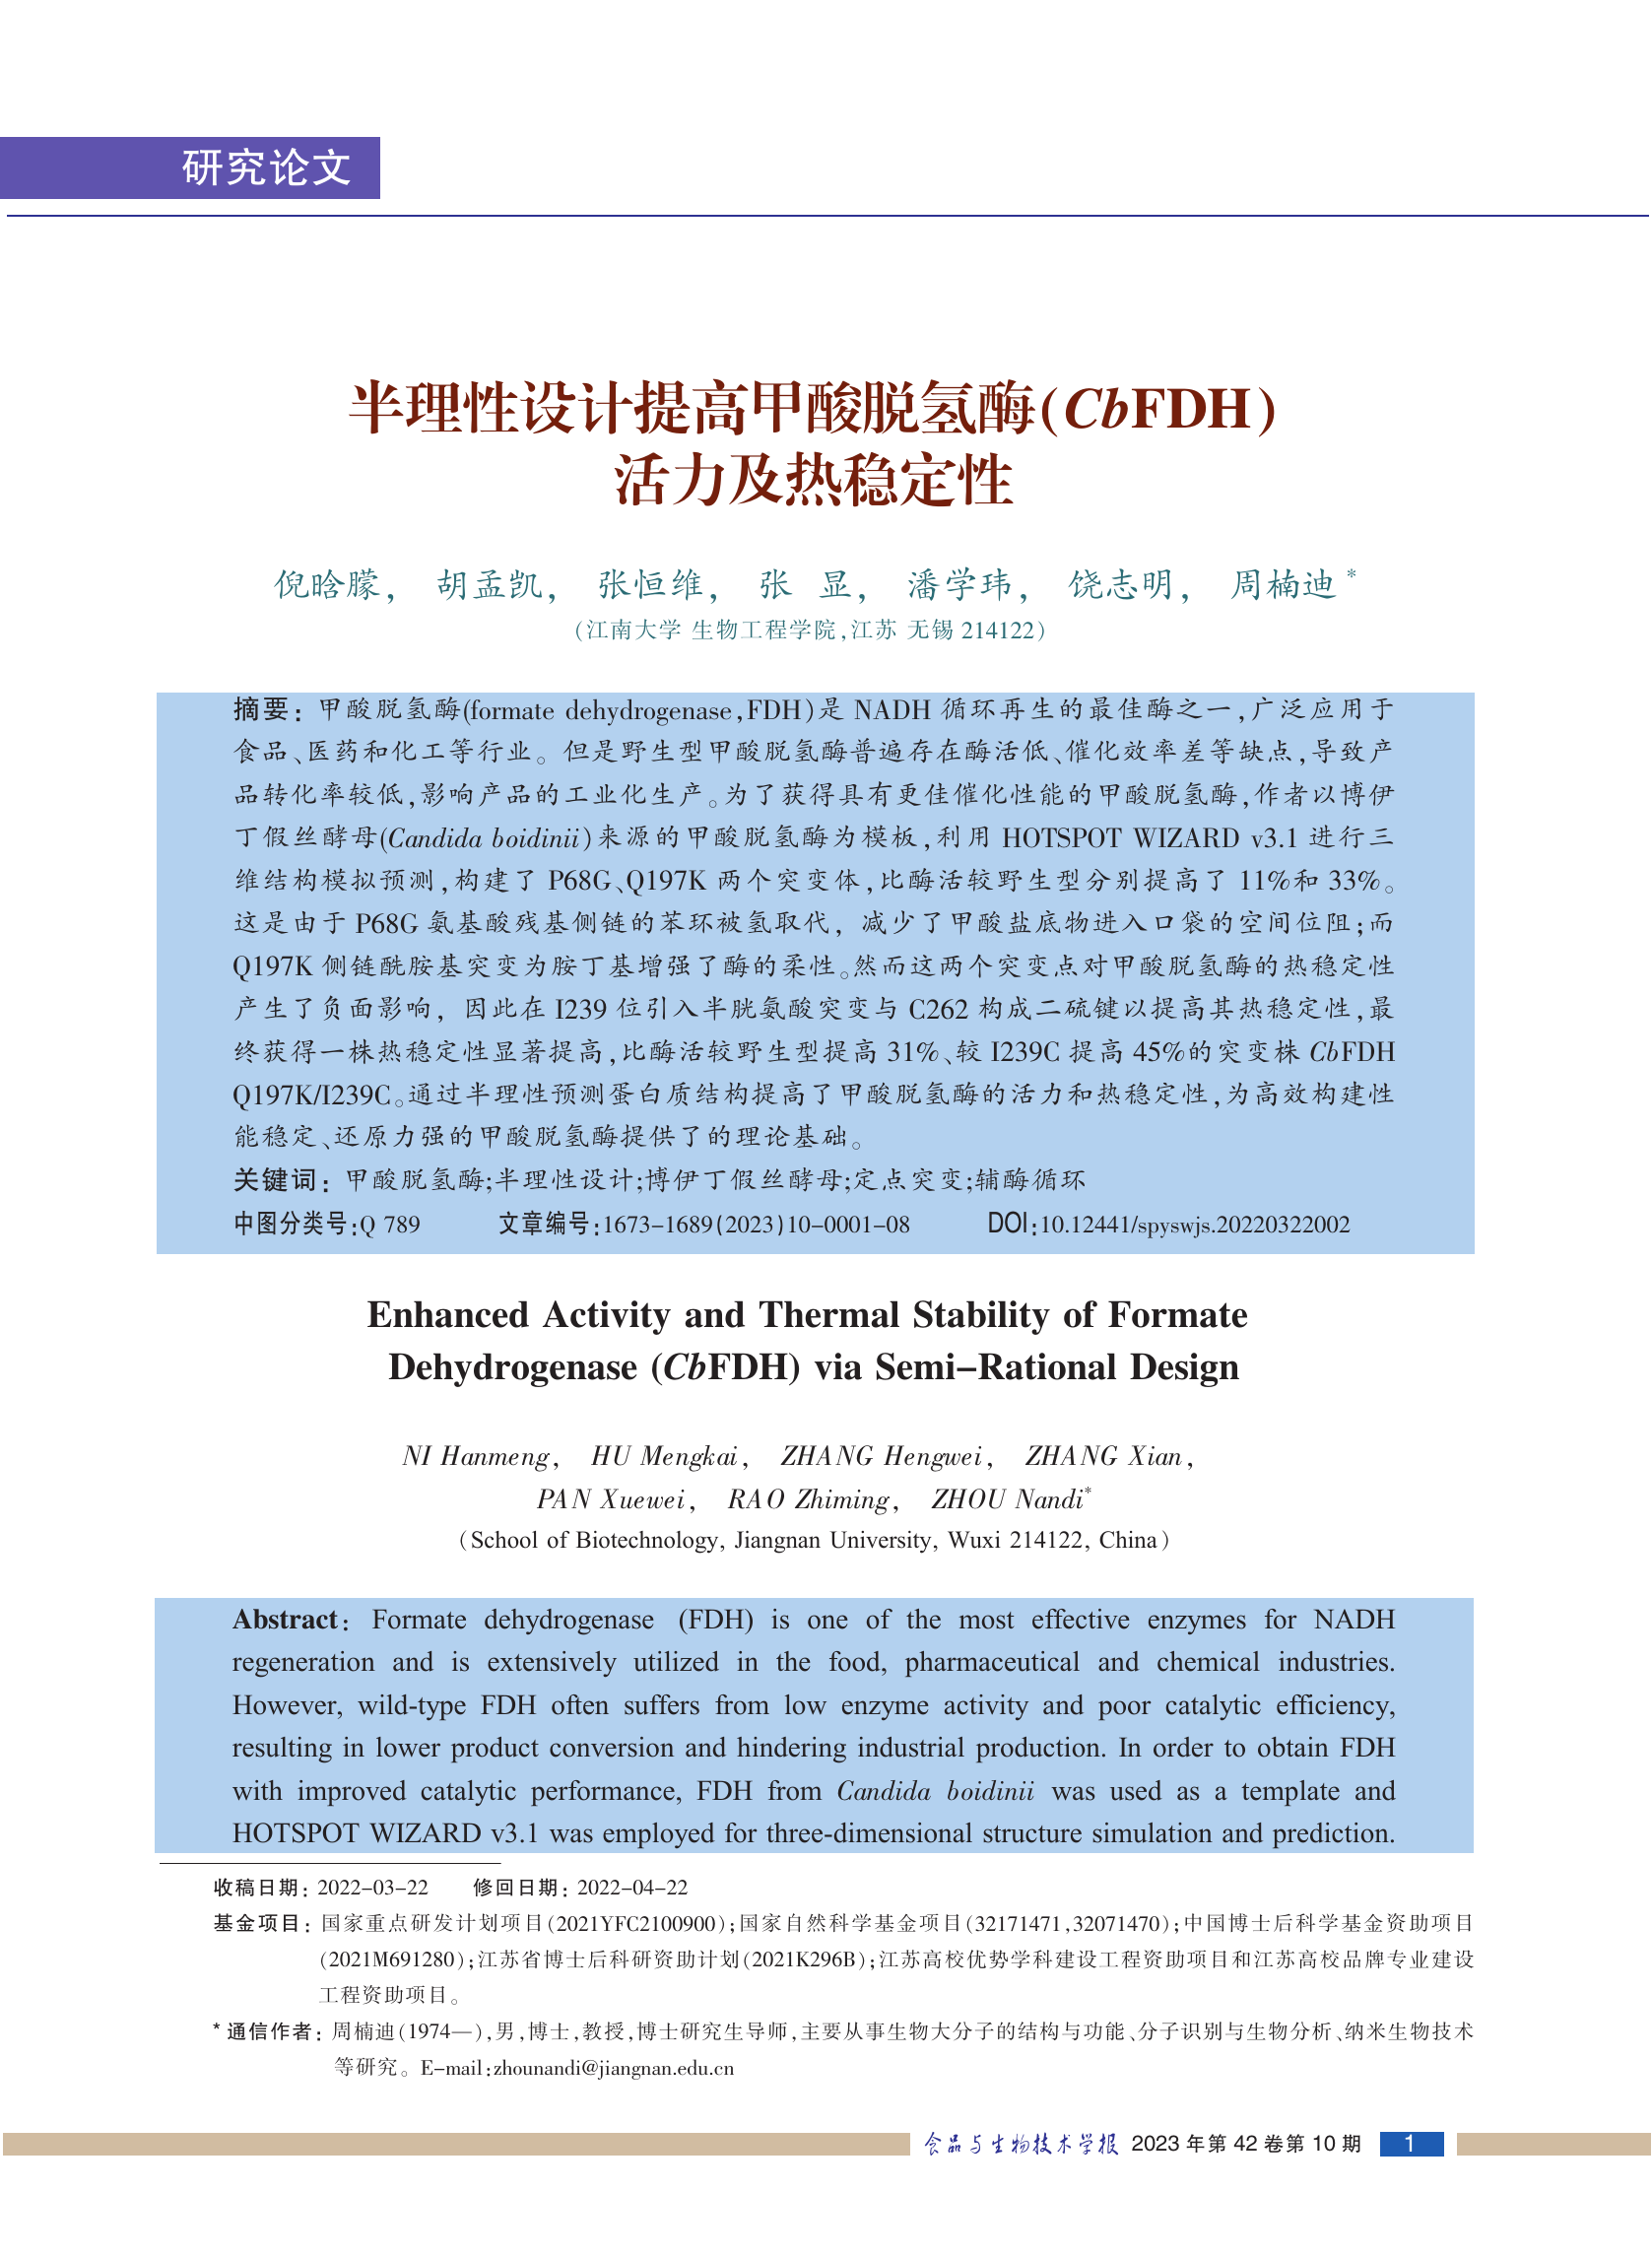 研究论文
半理性设计提高甲酸脱氢酶(CbFDH)
活力及热稳定性
倪晗朦， 胡孟凯， 张恒维， 张 显， 潘学玮， 饶志明， 周楠迪*
(江南大学 生物工程学院,江苏 无锡 214122)
摘要：甲酸脱氢酶(formate dehydrogenase,FDH)是 NADH 循环再生的最佳酶之一,广泛应用于
食品、医药和化工等行业。但是野生型甲酸脱氢酶普遍存在酶活低、催化效率差等缺点,导致产
品转化率较低,影响产品的工业化生产。为了获得具有更佳催化性能的甲酸脱氢酶,作者以博伊
丁假丝酵母(Candida boidinii)来源的甲酸脱氢酶为模板,利用 HOTSPOT WIZARD v3.1 进行三
维结构模拟预测,构建了 P68G、Q197K 两个突变体,比酶活较野生型分别提高了 11%和 33%。
这是由于 P68G 氨基酸残基侧链的苯环被氢取代，减少了甲酸盐底物进入口袋的空间位阻;而
Q197K 侧链酰胺基突变为胺丁基增强了酶的柔性。然而这两个突变点对甲酸脱氢酶的热稳定性
产生了负面影响，因此在 I239 位引入半胱氨酸突变与 C262 构成二硫键以提高其热稳定性,最
终获得一株热稳定性显著提高,比酶活较野生型提高 31%、较 I239C 提高 45%的突变株 CbFDH
Q197K/I239C。通过半理性预测蛋白质结构提高了甲酸脱氢酶的活力和热稳定性,为高效构建性
能稳定、还原力强的甲酸脱氢酶提供了的理论基础。
关键词：甲酸脱氢酶;半理性设计;博伊丁假丝酵母;定点突变;辅酶循环
中图分类号:Q 789 文章编号:1673-1689(2023)10-0001-08 DOI:10.12441/spyswjs.20220322002
Enhanced Activity and Thermal Stability of Formate
Dehydrogenase (CbFDH) via Semi-Rational Design
NI Hanmeng, HU Mengkai, ZHANG Hengwei, ZHANG Xian,
PAN Xuewei, RAO Zhiming, ZHOU Nandi*
(School of Biotechnology, Jiangnan University, Wuxi 214122, China)
Abstract: Formate dehydrogenase (FDH) is one of the most effective enzymes for NADH
regeneration and is extensively utilized in the food, pharmaceutical and chemical industries.
However, wild-type FDH often suffers from low enzyme activity and poor catalytic efficiency,
resulting in lower product conversion and hindering industrial production. In order to obtain FDH
with improved catalytic performance, FDH from Candida boidinii was used as a template and
HOTSPOT WIZARD v3.1 was employed for three-dimensional structure simulation and prediction.
收稿日期：2022-03-22 修回日期：2022-04-22
基金项目：国家重点研发计划项目(2021YFC2100900);国家自然科学基金项目(32171471,32071470);中国博士后科学基金资助项目
(2021M691280);江苏省博士后科研资助计划(2021K296B);江苏高校优势学科建设工程资助项目和江苏高校品牌专业建设
工程资助项目。
*通信作者：周楠迪(1974—),男,博士,教授,博士研究生导师,主要从事生物大分子的结构与功能、分子识别与生物分析、纳米生物技术
等研究。E-mail:zhounandi@jiangnan.edu.cn
食品与生物技术学报 2023 年第 42 卷第 10 期 1